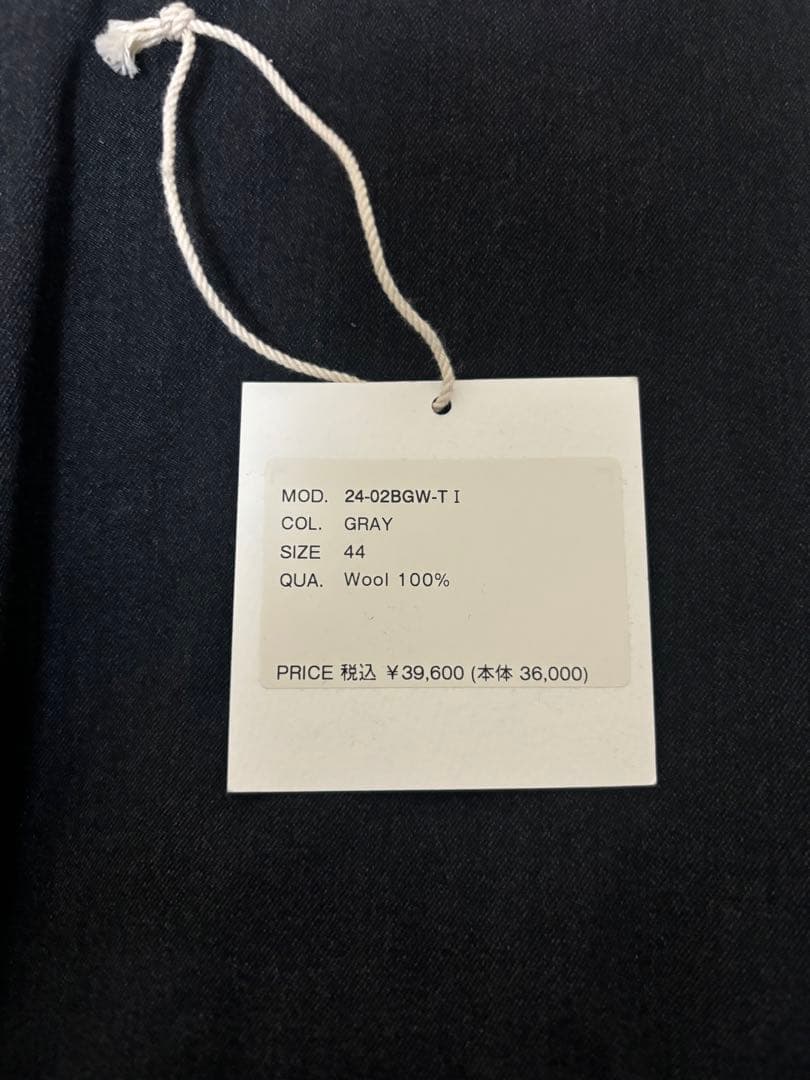 MOD. 24-02BGW-T I
COL. GRAY
SIZE 44
QUA. Wool 100%
PRICE 税込 ¥39,600 (本体 36,000)